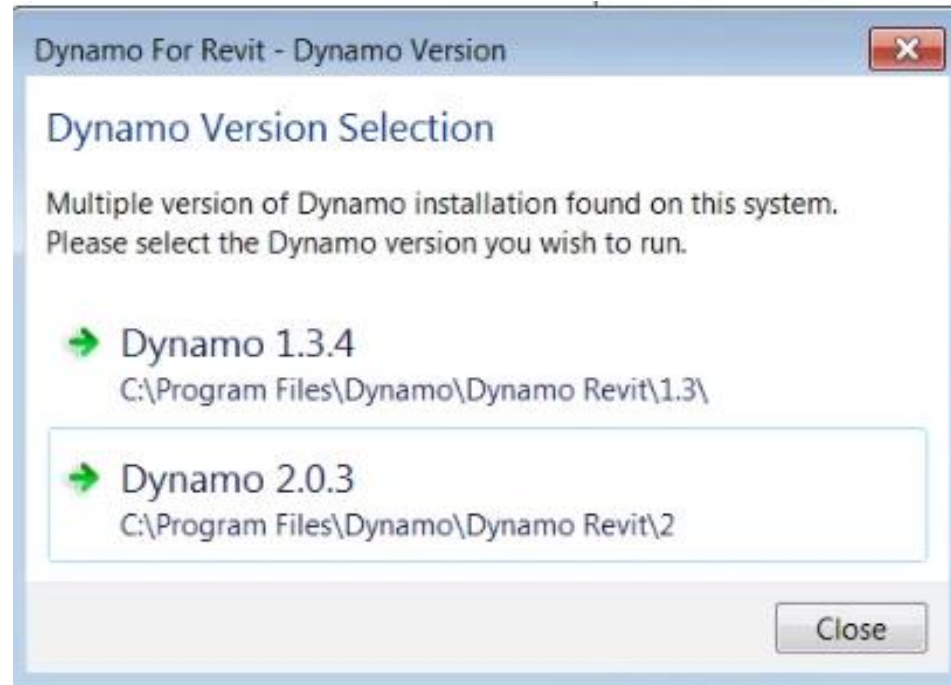 Dynamo For Revit - Dynamo Version
Dynamo Version Selection
Multiple version of Dynamo installation found on this system.
Please select the Dynamo version you wish to run.
Dynamo 1.3.4
C:\Program Files\Dynamo\Dynamo Revit\1.3\
Dynamo 2.0.3
C:\Program Files\Dynamo\Dynamo Revit\2
Close